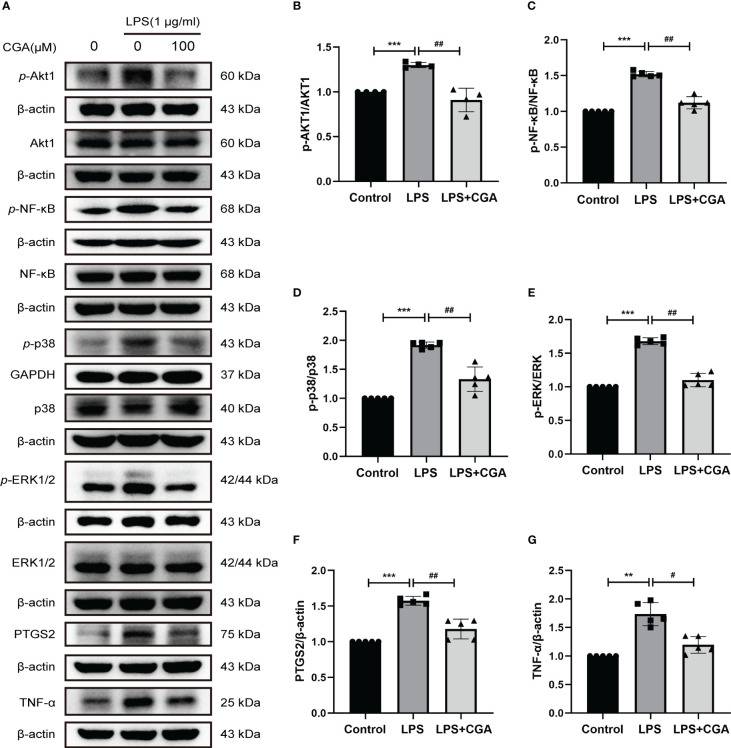 A
LPS(1 μg/ml)
CGA(μM) 0 0 100
p-Akt1 60 kDa
β-actin 43 kDa
Akt1 60 kDa
β-actin 43 kDa
p-NF-κB 68 kDa
β-actin 43 kDa
NF-κB 68 kDa
β-actin 43 kDa
p-p38 43 kDa
GAPDH 37 kDa
p38 40 kDa
β-actin 43 kDa
p-ERK1/2 42/44 kDa
β-actin 43 kDa
ERK1/2 42/44 kDa
β-actin 43 kDa
PTGS2 75 kDa
β-actin 43 kDa
TNF-α 25 kDa
β-actin 43 kDa
B
p-AKT1/AKT1
1.5
1.0
0.5
0.0
*** ##
Control LPS LPS+CGA
C
p-NF-κB/NF-κB
2.0
1.5
1.0
0.5
0.0
*** ##
Control LPS LPS+CGA
D
p-p38/p38
2.5
2.0
1.5
1.0
0.5
0.0
*** ##
Control LPS LPS+CGA
E
p-ERK/ERK
2.0
1.5
1.0
0.5
0.0
*** ##
Control LPS LPS+CGA
F
PTGS2/β-actin
2.0
1.5
1.0
0.5
0.0
*** ##
Control LPS LPS+CGA
G
TNF-α/β-actin
2.5
2.0
1.5
1.0
0.5
0.0
** #
Control LPS LPS+CGA